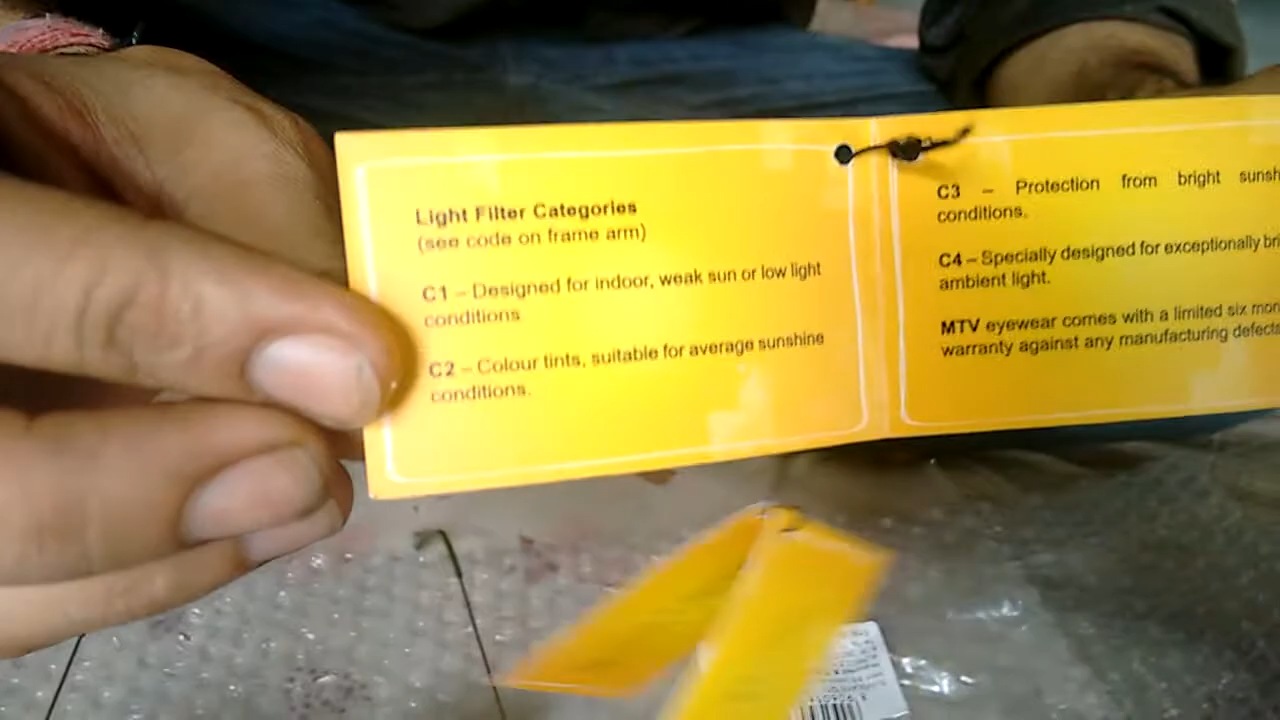 Light Filter Categories
(see code on frame arm)
C1 – Designed for indoor, weak sun or low light
conditions
C2 – Colour tints, suitable for average sunshine
conditions.
C3 – Protection from bright
conditions.
C4 – Specially designed for exceptionally
ambient light.
MTV eyewear comes with a limited six
warranty against any manufacturing